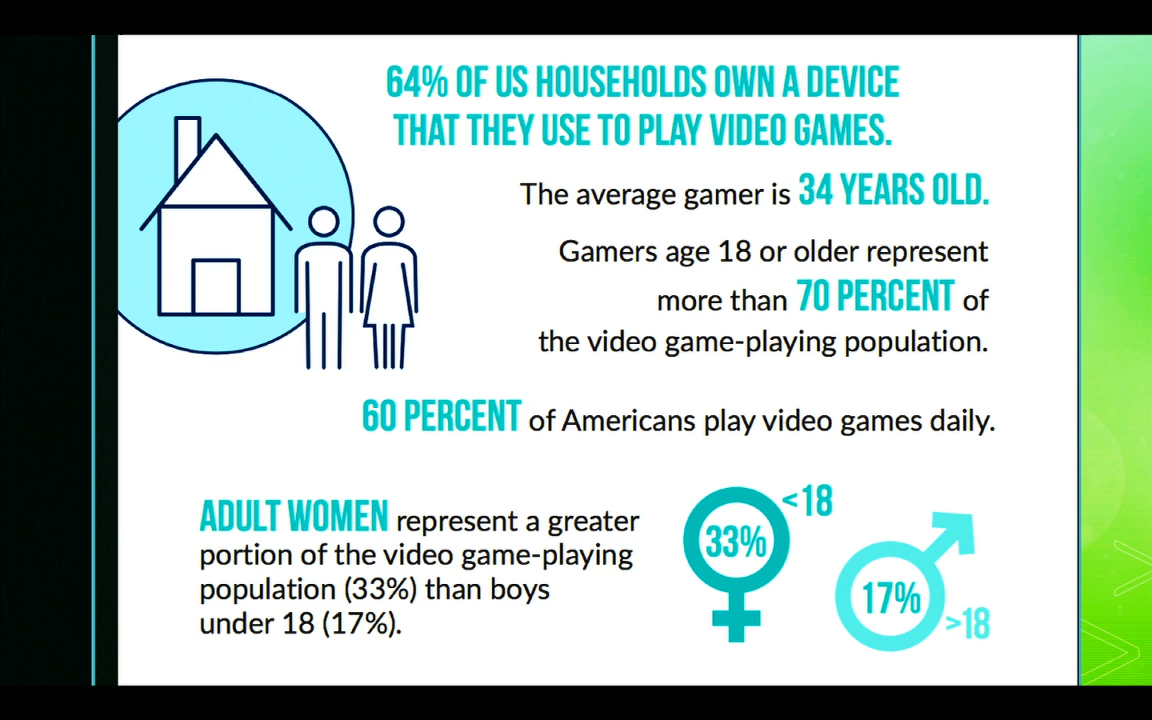 64% OF US HOUSEHOLDS OWN A DEVICE
THAT THEY USE TO PLAY VIDEO GAMES.
The average gamer is 34 YEARS OLD.
Gamers age 18 or older represent
more than 70 PERCENT of
the video game-playing population.
60 PERCENT of Americans play video games daily.
ADULT WOMEN represent a greater
portion of the video game-playing
population (33%) than boys
under 18 (17%).
<18
33%
17%
>18